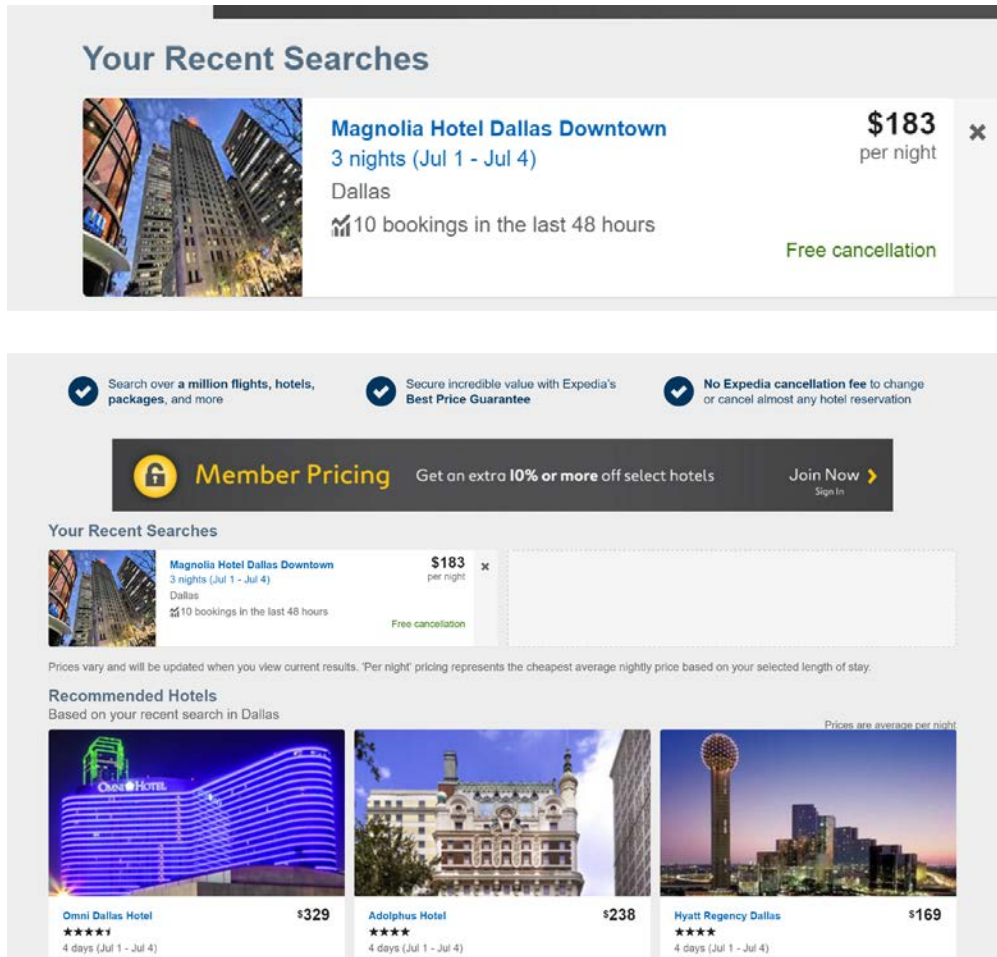 Your Recent Searches
Magnolia Hotel Dallas Downtown
$183
3 nights (Jul 1 - Jul 4)
per night
Dallas
10 bookings in the last 48 hours
Free cancellation
Search over a million flights, hotels,
packages, and more
Secure incredible value with Expedia's
Best Price Guarantee
No Expedia cancellation fee to change
or cancel almost any hotel reservation
Member Pricing
Get an extra 10% or more off select hotels
Join Now
Sign In
Your Recent Searches
Magnolia Hotel Dallas Downtown
$183
3 nights (Jul 1 - Jul 4)
per night
Dallas
10 bookings in the last 48 hours
Free cancellation
Prices vary and will be updated when you view current results. 'Per night' pricing represents the cheapest average nightly price based on your selected length of stay.
Recommended Hotels
Based on your recent search in Dallas
Prices are average per night
OMNI HOTEL
Omni Dallas Hotel
$329
4 days (Jul 1 - Jul 4)
Adolphus Hotel
$238
4 days (Jul 1 - Jul 4)
Hyatt Regency Dallas
$169
4 days (Jul 1 - Jul 4)